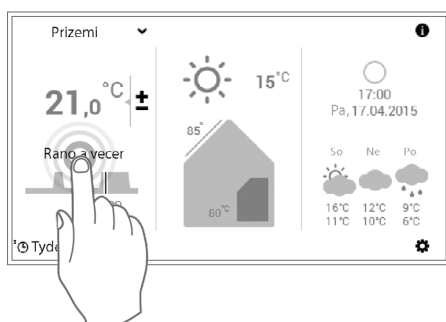 Prizemi
21,0 °C ±
Rano a vecer
15°C
85°
80 °C
17:00
Pa, 17.04.2015
So Ne Po
16°C 12°C 9°C
11°C 10°C 6°C